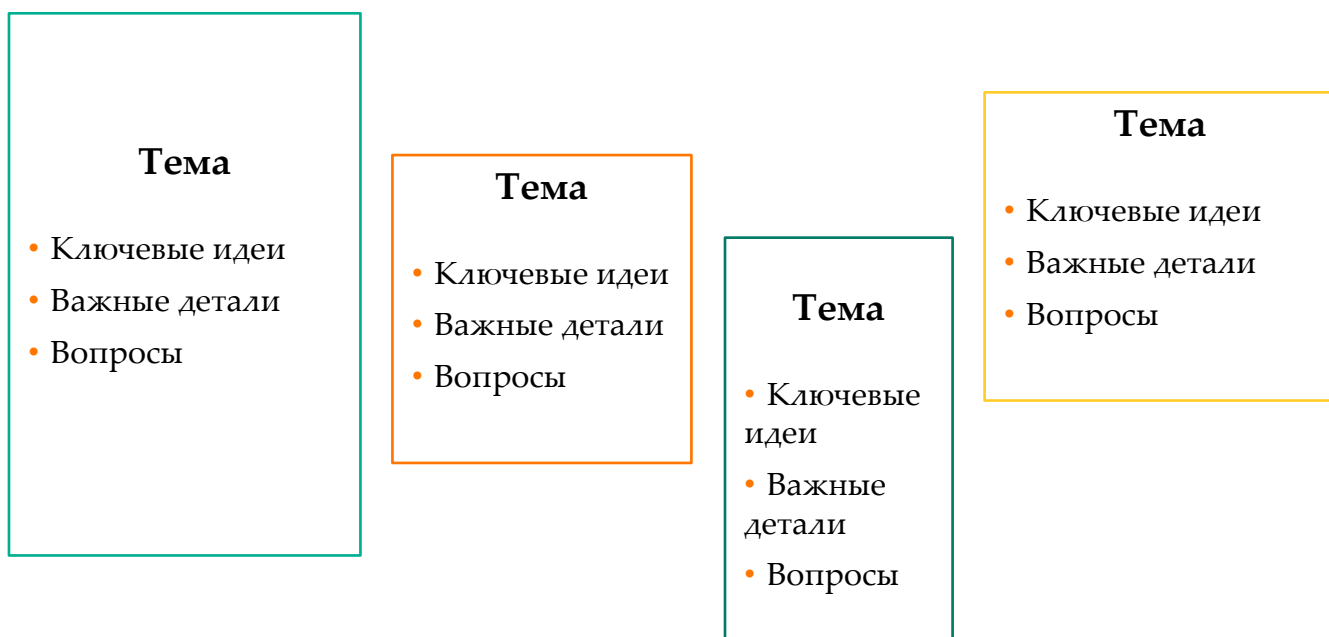 Тема
• Ключевые идеи
• Важные детали
• Вопросы
Тема
• Ключевые идеи
• Важные детали
• Вопросы
Тема
• Ключевые
идеи
• Важные
детали
• Вопросы
Тема
• Ключевые идеи
• Важные детали
• Вопросы